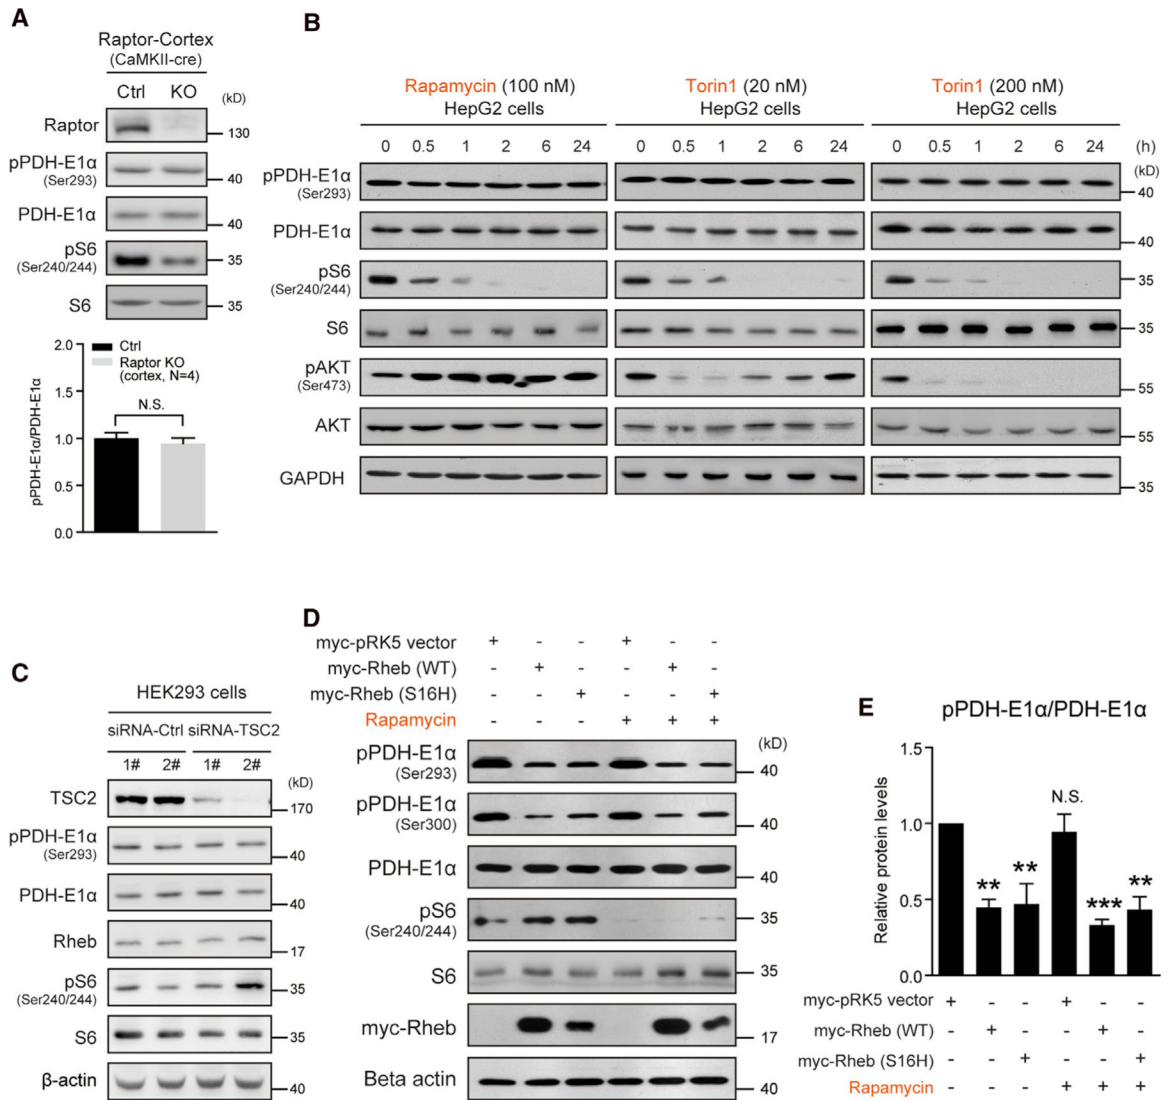 A
Raptor-Cortex
(CaMKII-cre)
Ctrl KO
(kD)
Raptor
130
pPDH-E1α
(Ser293)
40
PDH-E1α
40
pS6
(Ser240/244)
35
S6
35
2.0
1.5
1.0
0.5
0.0
pPDH-E1α/PDH-E1α
Ctrl
Raptor KO
(cortex, N=4)
N.S.
B
Rapamycin (100 nM)
HepG2 cells
Torin1 (20 nM)
HepG2 cells
Torin1 (200 nM)
HepG2 cells
0 0.5 1 2 6 24 0 0.5 1 2 6 24 0 0.5 1 2 6 24 (h)
(kD)
pPDH-E1α
(Ser293)
40
PDH-E1α
40
pS6
(Ser240/244)
35
S6
35
pAKT
(Ser473)
55
AKT
55
GAPDH
35
C
HEK293 cells
siRNA-Ctrl siRNA-TSC2
1# 2# 1# 2#
(kD)
TSC2
170
pPDH-E1α
(Ser293)
40
PDH-E1α
40
Rheb
17
pS6
(Ser240/244)
35
S6
35
β-actin
40
D
myc-pRK5 vector + - - + - -
myc-Rheb (WT) - + - - + -
myc-Rheb (S16H) - - + - - +
Rapamycin - - - + + +
(kD)
pPDH-E1α
(Ser293)
40
pPDH-E1α
(Ser300)
40
PDH-E1α
40
pS6
(Ser240/244)
35
S6
35
myc-Rheb
17
Beta actin
40
E
pPDH-E1α/PDH-E1α
1.5
1.0
0.5
0.0
Relative protein levels
** ** N.S. *** **
myc-pRK5 vector + - - + - -
myc-Rheb (WT) - + - - + -
myc-Rheb (S16H) - - + - - +
Rapamycin - - - + + +